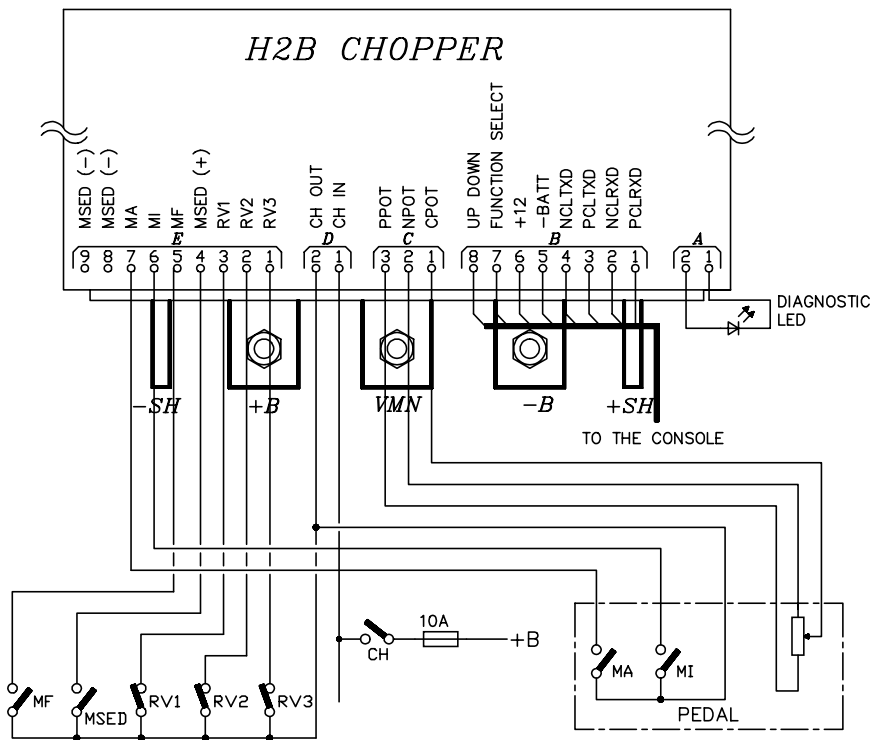 H2B CHOPPER
MSED (-)
MSED (-)
MA
MI
MF
MSED (+)
RV1
RV2
RV3
CH OUT
CH IN
PPOT
NPOT
CPOT
UP DOWN
FUNCTION SELECT
+12
-BATT
NCLTXD
PCLTXD
NCLRXD
PCLRXD
E
D
C
B
A
9 8 7 6 5 4 3 2 1
2 1
3 2 1
8 7 6 5 4 3 2 1
2 1
DIAGNOSTIC
LED
-SH
+B
VMN
-B
+SH
TO THE CONSOLE
10A
+B
CH
MA
MI
PEDAL
MF
MSED
RV1
RV2
RV3